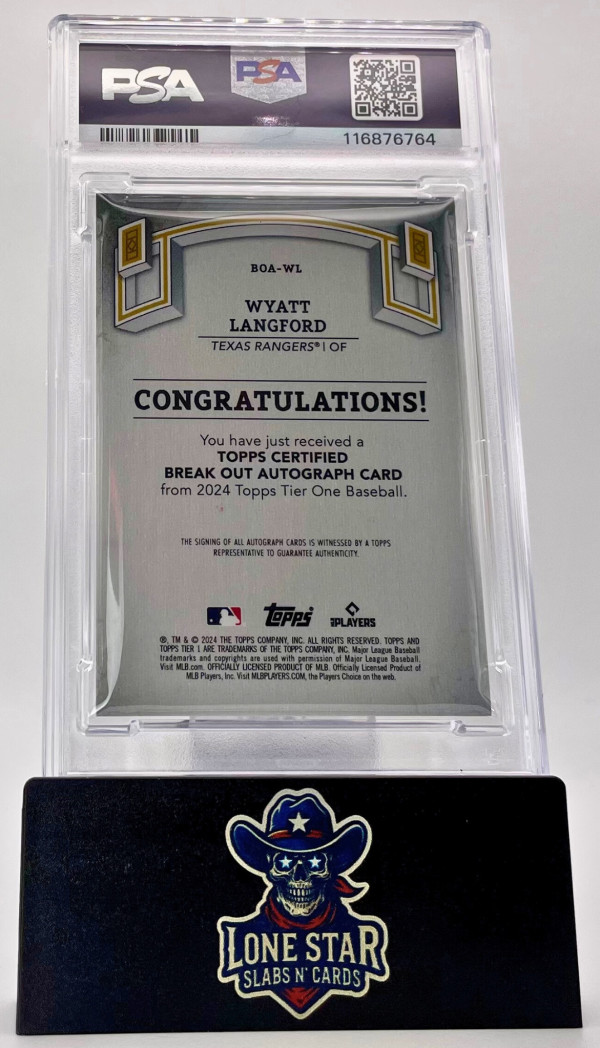 PSA
PSA
116876764
BOA-WL
WYATT
LANGFORD
TEXAS RANGERS® | OF
CONGRATULATIONS!
You have just received a
TOPPS CERTIFIED
BREAK OUT AUTOGRAPH CARD
from 2024 Topps Tier One Baseball.
THE SIGNING OF ALL AUTOGRAPH CARDS IS WITNESSED BY A TOPPS
REPRESENTATIVE TO GUARANTEE AUTHENTICITY.
Topps
PLAYERS
®, TM & © 2024 THE TOPPS COMPANY, INC. ALL RIGHTS RESERVED. TOPPS AND
TOPPS TIER 1 ARE TRADEMARKS OF THE TOPPS COMPANY, INC. Major League Baseball
trademarks and copyrights are used with permission of Major League Baseball.
Visit MLB.com. OFFICIALLY LICENSED PRODUCT OF MLB. Officially Licensed Product of
MLB Players, Inc. Visit MLBPLAYERS.COM, the Players Choice on the web.
LONE STAR
SLABS N' CARDS